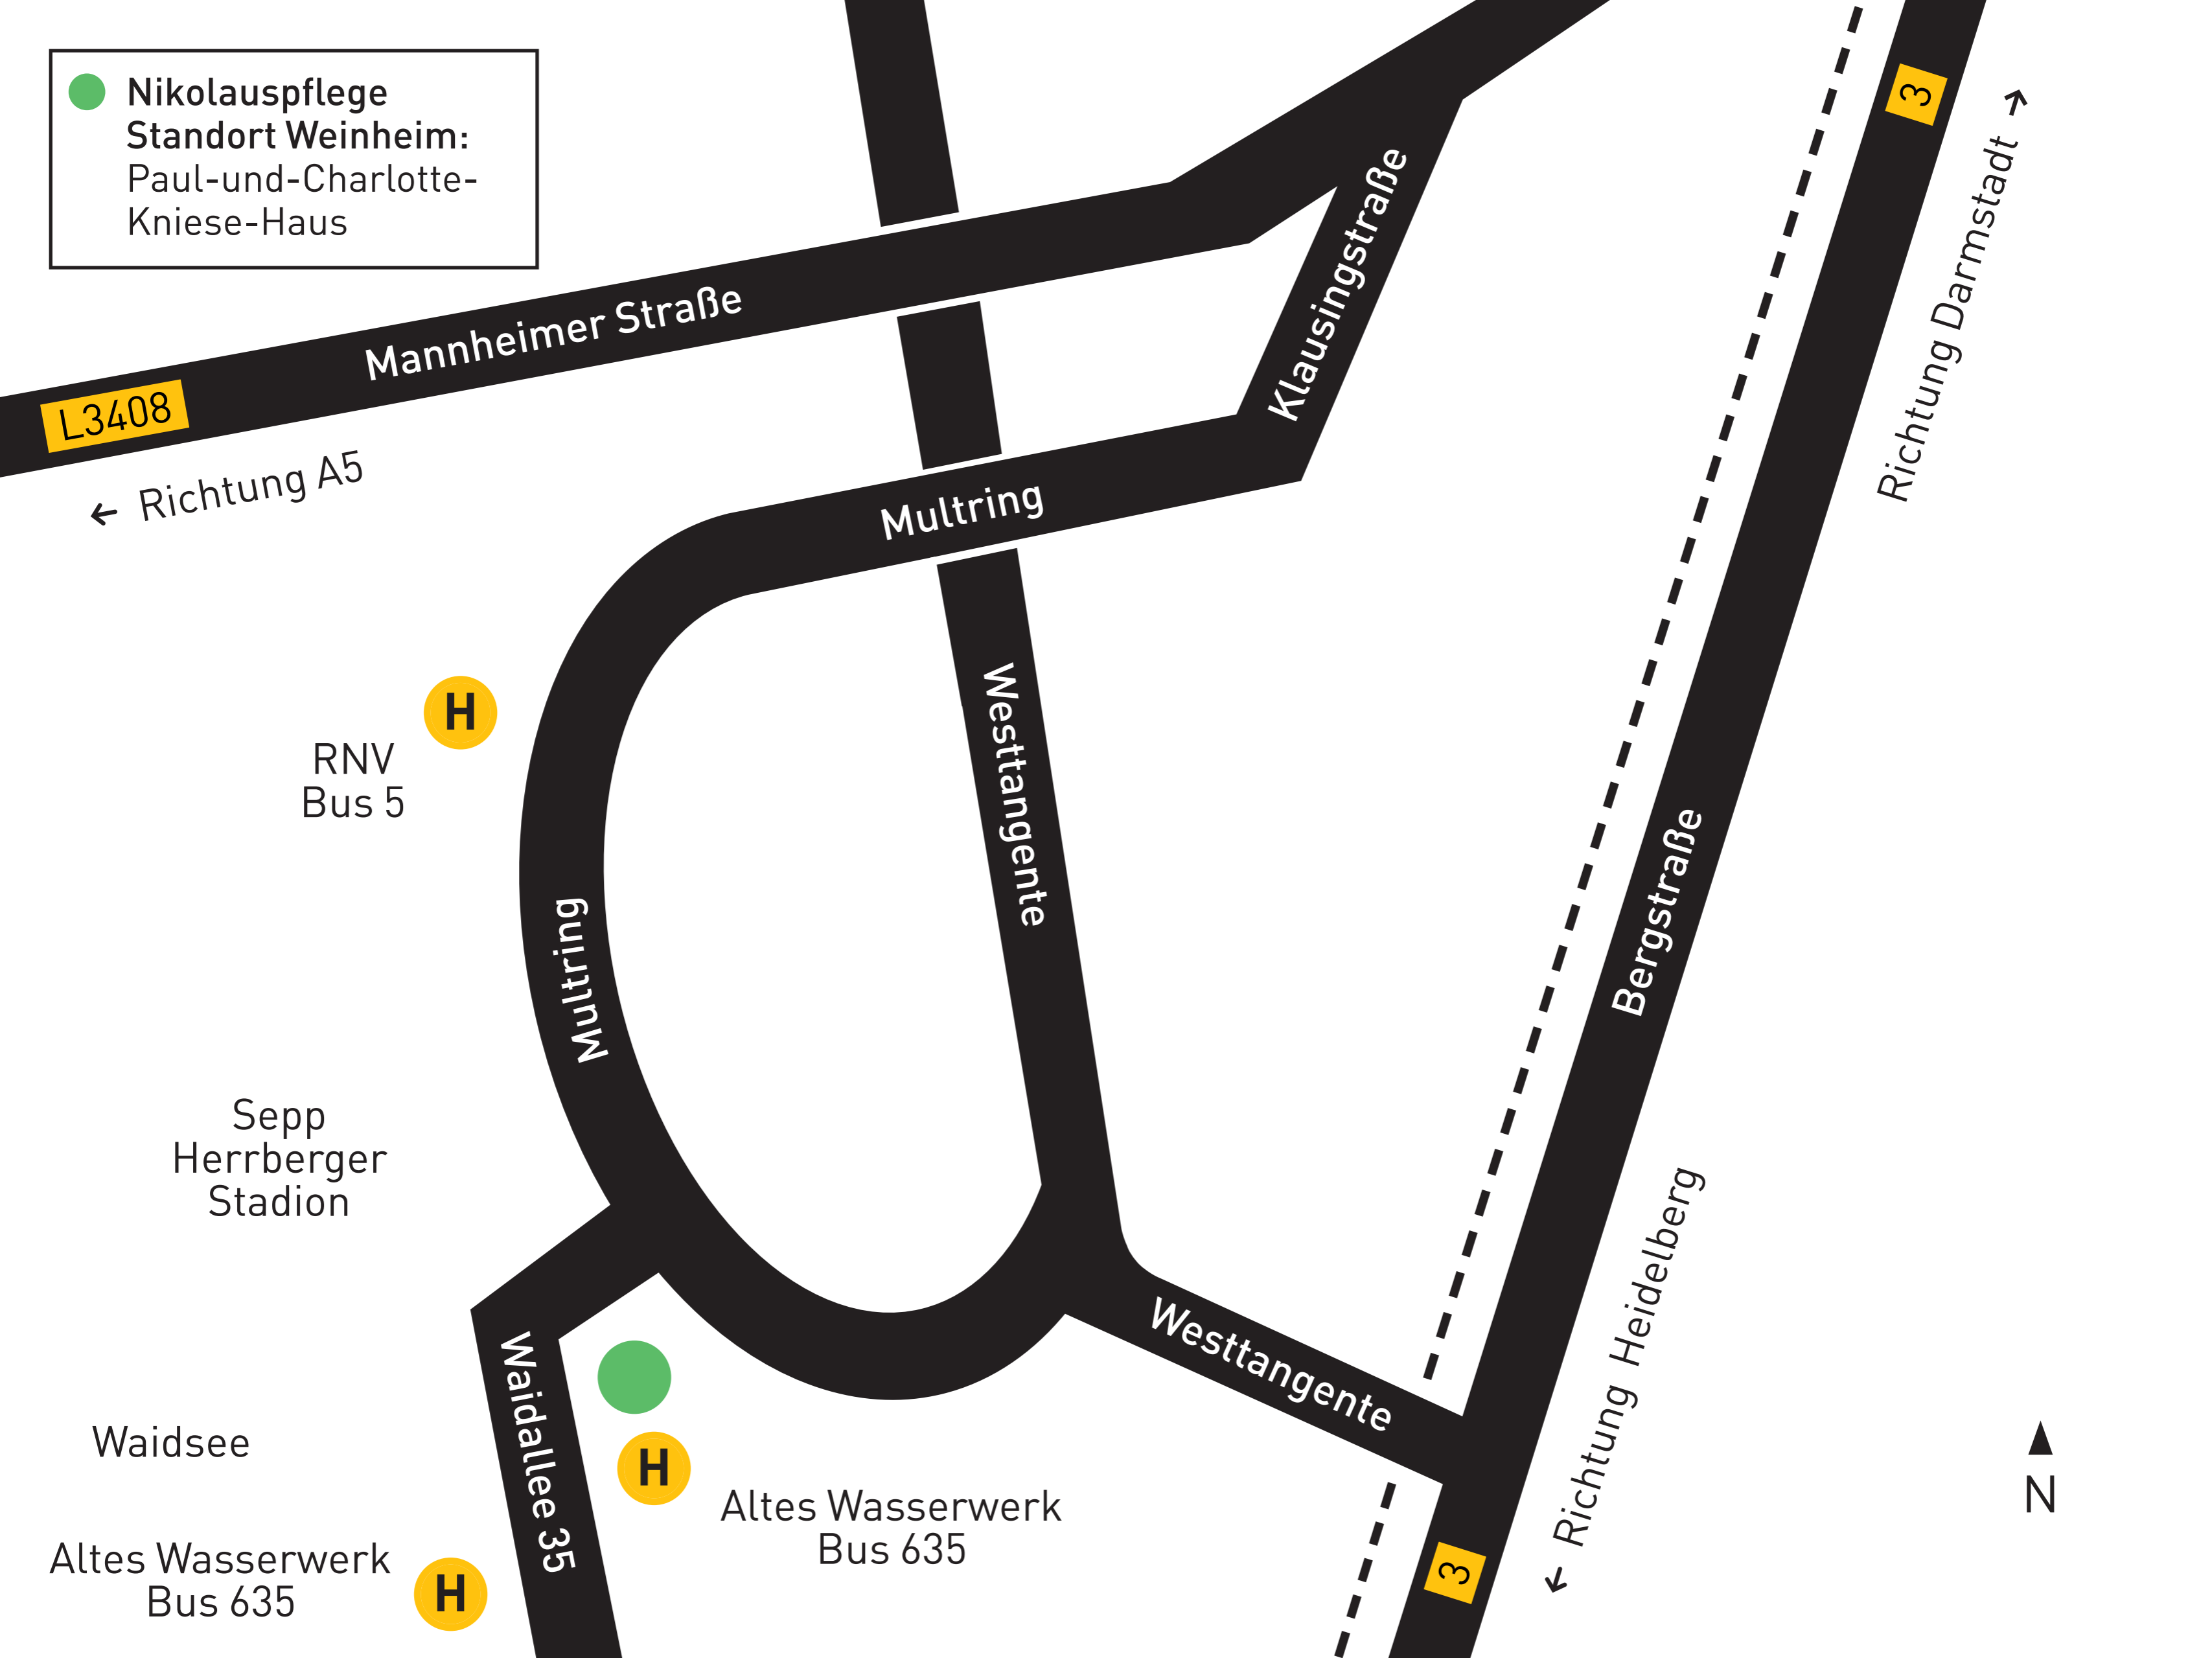 Nikolauspflege
Standort Weinheim:
Paul-und-Charlotte-
Kniese-Haus
3
Richtung Darmstadt →
Klausingstraße
Mannheimer Straße
L3408
← Richtung A5
Multring
Westtangente
H
RNV
Bus 5
Bergstraße
Multring
Sepp
Herrberger
Stadion
Westtangente
← Richtung Heidelberg
Waidallee 35
Waidsee
H
Altes Wasserwerk
Bus 635
Altes Wasserwerk
Bus 635
H
3
N